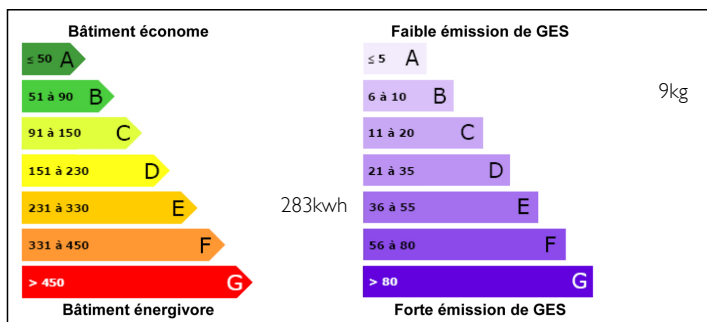 Bâtiment économe
≤ 50 A
51 à 90 B
91 à 150 C
151 à 230 D
231 à 330 E
283kwh
331 à 450 F
> 450 G
Bâtiment énergivore
Faible émission de GES
≤ 5 A
6 à 10 B
9kg
11 à 20 C
21 à 35 D
36 à 55 E
56 à 80 F
> 80 G
Forte émission de GES